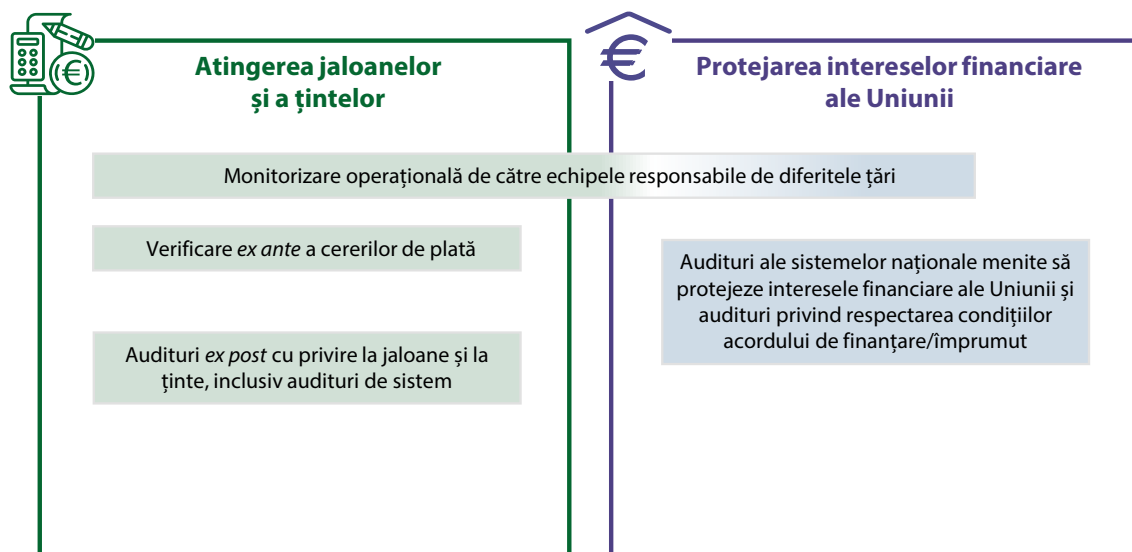 Atingerea jaloanelor
și a țintelor
Protejarea intereselor financiare
ale Uniunii
Monitorizare operațională de către echipele responsabile de diferitele țări
Verificare ex ante a cererilor de plată
Audituri ex post cu privire la jaloane și la
ținte, inclusiv audituri de sistem
Audituri ale sistemelor naționale menite să
protejeze interesele financiare ale Uniunii și
audituri privind respectarea condițiilor
acordului de finanțare/împrumut